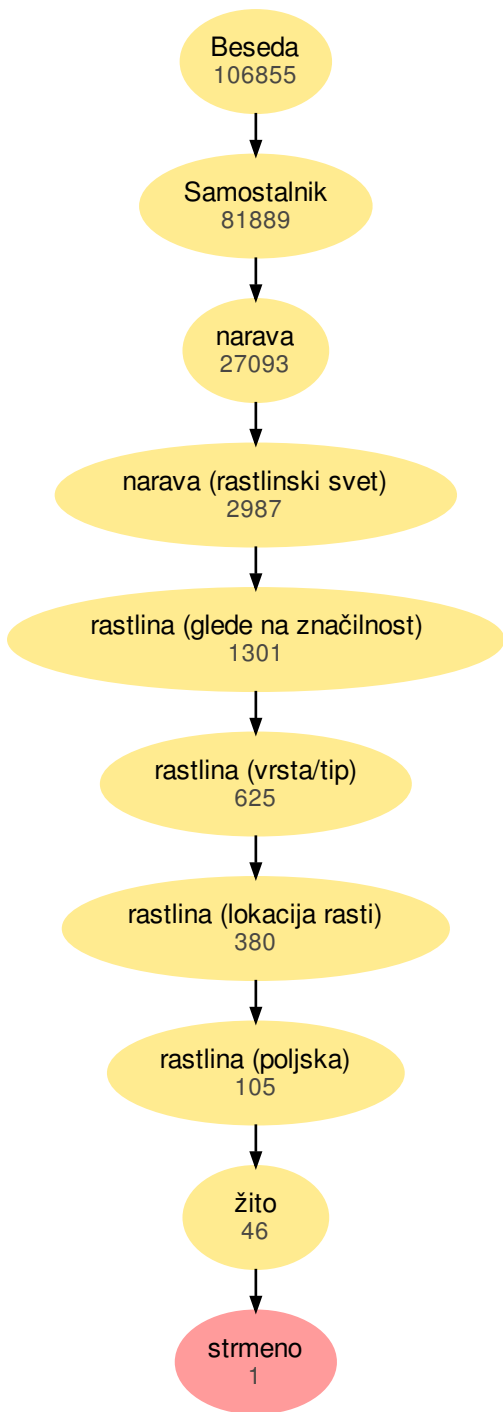 Beseda
106855
Samostalnik
81889
narava
27093
narava (rastlinski svet)
2987
rastlina (glede na značilnost)
1301
rastlina (vrsta/tip)
625
rastlina (lokacija rasti)
380
rastlina (poljska)
105
žito
46
strmeno
1